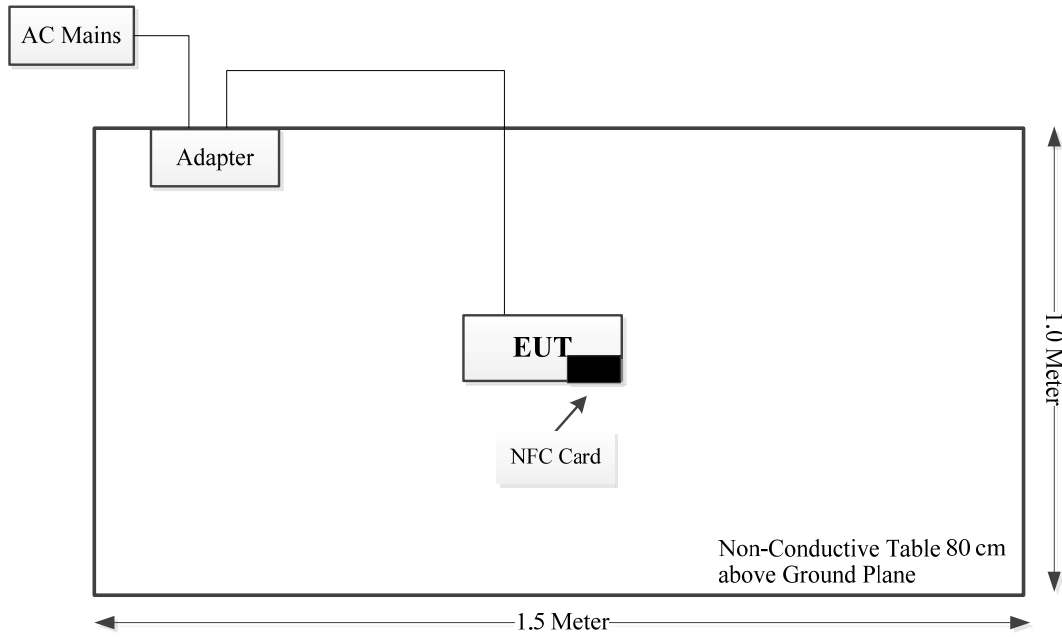 AC Mains
Adapter
EUT
NFC Card
Non-Conductive Table 80 cm
above Ground Plane
1.0 Meter
1.5 Meter